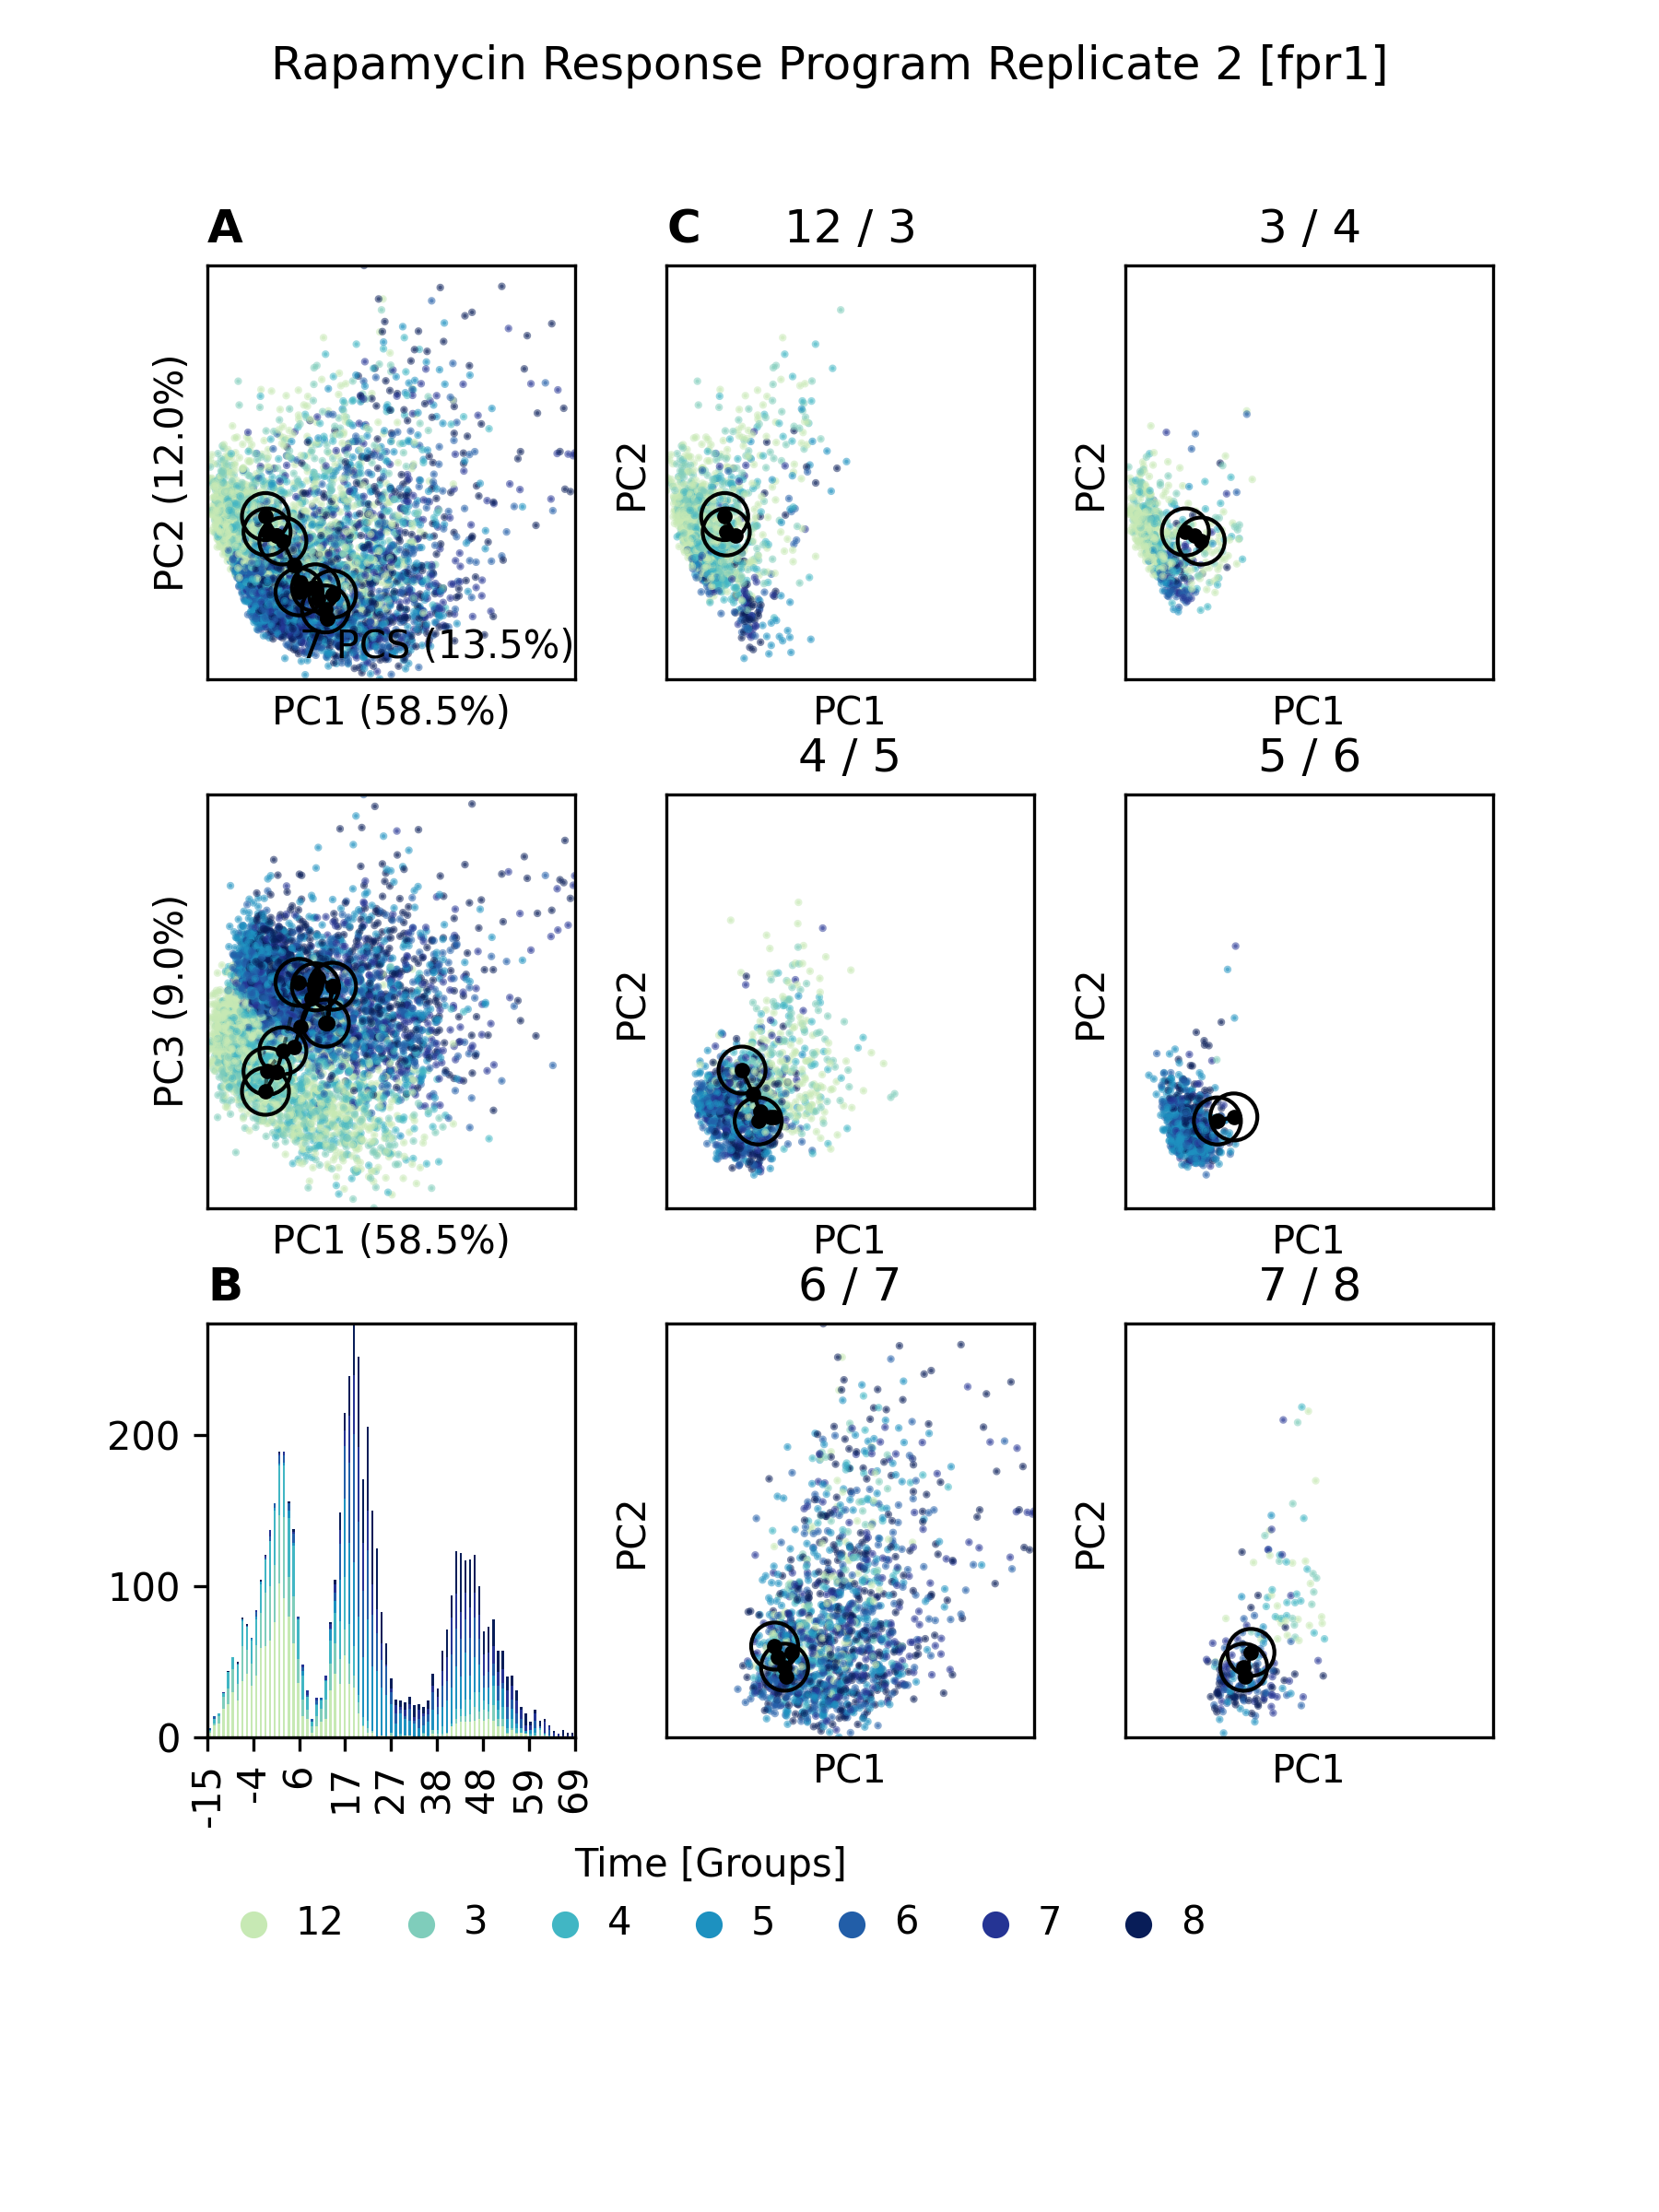 Rapamycin Response Program Replicate 2 [fpr1]
A
PC2 (12.0%)
7 PCS (13.5%)
PC1 (58.5%)
C
12 / 3
PC2
PC1
3 / 4
PC2
PC1
PC3 (9.0%)
PC1 (58.5%)
4 / 5
PC2
PC1
5 / 6
PC2
PC1
B
200
100
0
-15
-4
6
17
27
38
48
59
69
6 / 7
PC2
PC1
7 / 8
PC2
PC1
Time [Groups]
12 3 4 5 6 7 8